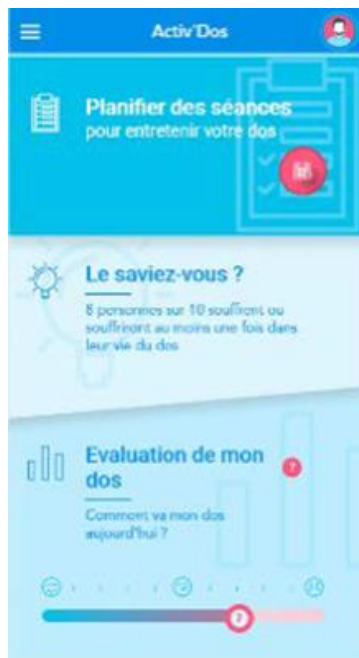 Activ'Dos
Planifier des séances
pour entretenir votre dos
Le saviez-vous ?
8 personnes sur 10 souffrent ou
souffriront au moins une fois dans
leur vie du dos
Evaluation de mon
dos
?
Comment va mon dos
aujourd'hui ?